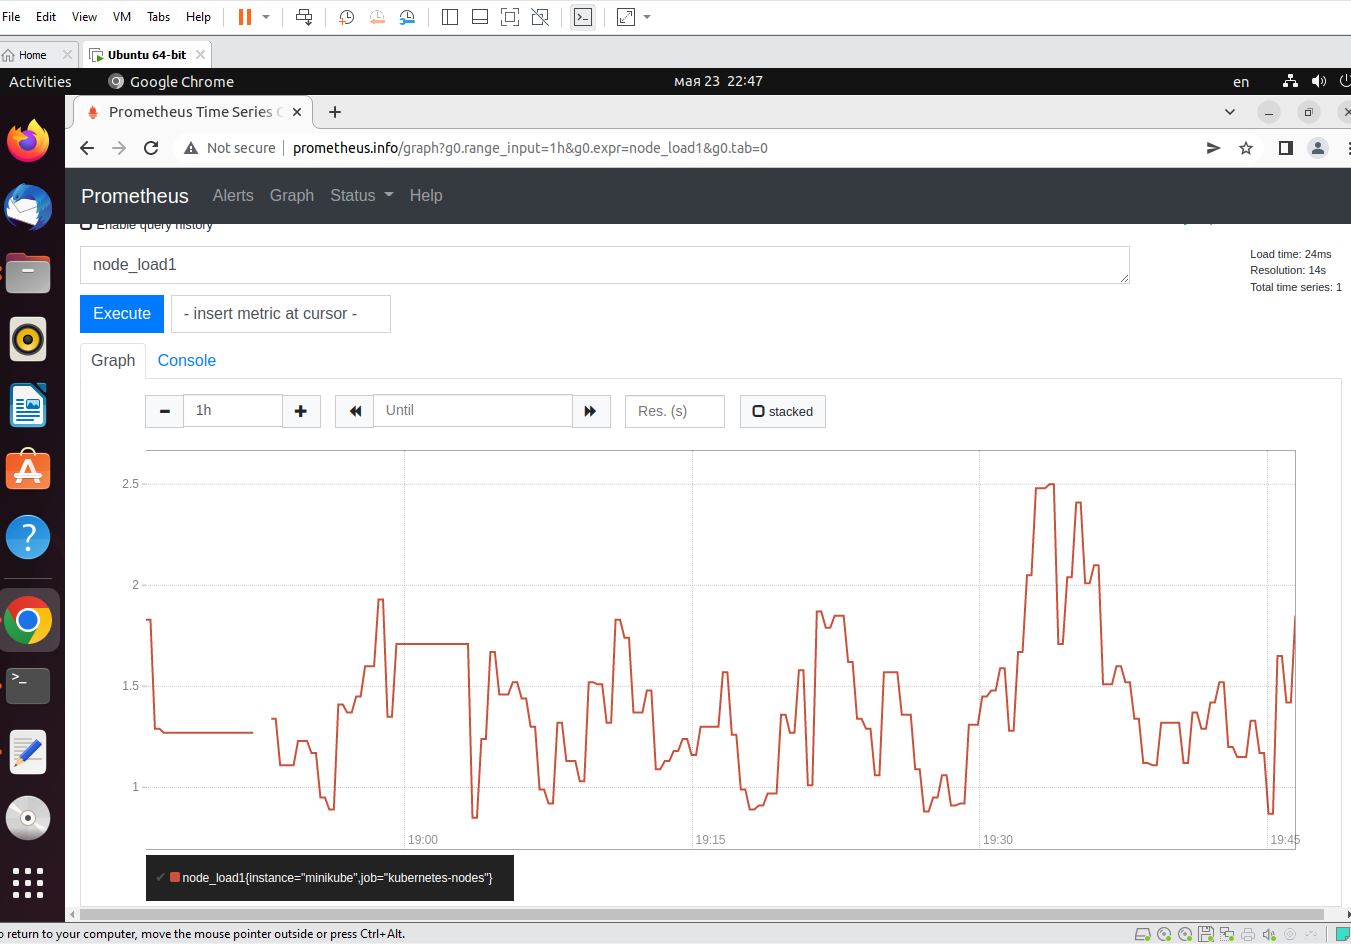 File Edit View VM Tabs Help
Home Ubuntu 64-bit
Activities Google Chrome мая 23 22:47 en
Prometheus Time Series C
Not secure prometheus.info/graph?g0.range_input=1h&g0.expr=node_load1&g0.tab=0
Prometheus Alerts Graph Status Help
Enable query history
node_load1
Load time: 24ms
Resolution: 14s
Total time series: 1
Execute - insert metric at cursor -
Graph Console
1h Until Res. (s) stacked
2.5
2
1.5
1
19:00 19:15 19:30 19:45
node_load1{instance="minikube",job="kubernetes-nodes"}
o return to your computer, move the mouse pointer outside or press Ctrl+Alt.